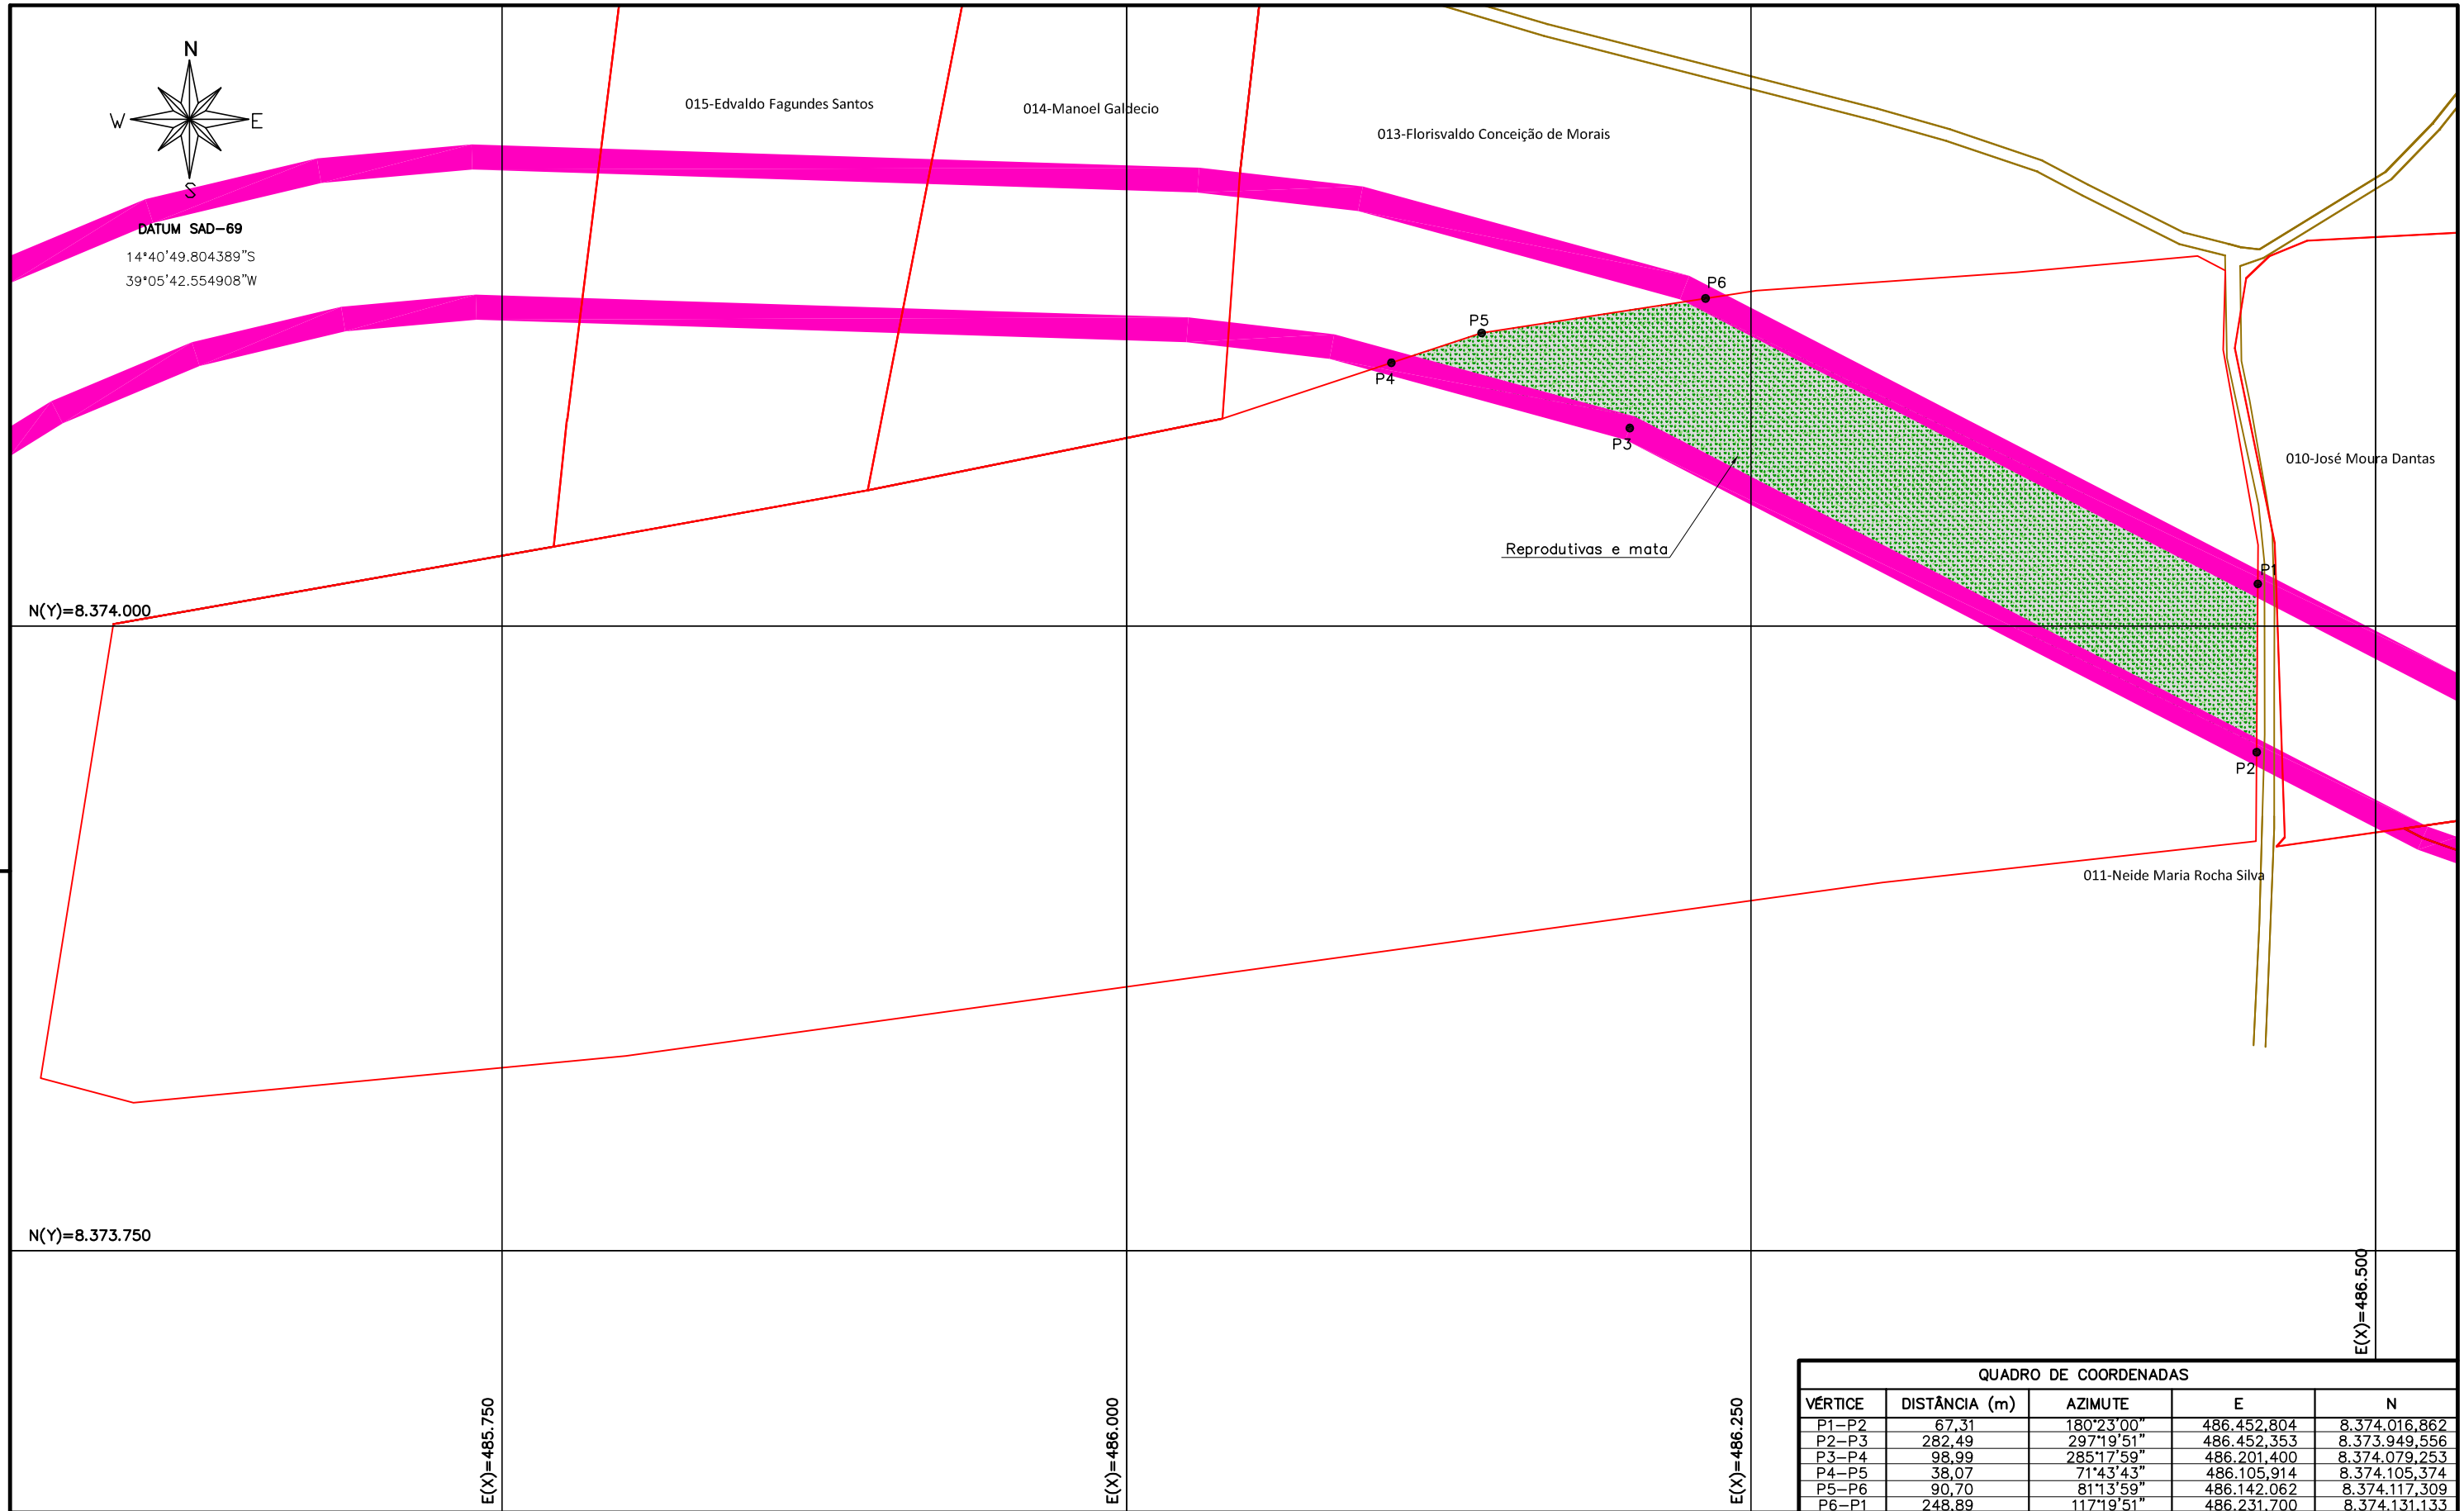 N
W E
S
DATUM SAD-69
14°40'49.804389"S
39°05'42.554908"W
015-Edvaldo Fagundes Santos
014-Manoel Galdecio
013-Florisvaldo Conceição de Morais
P6
P5
P4
P3
010-José Moura Dantas
Reprodutivas e mata
P1
N(Y)=8.374.000
P2
011-Neide Maria Rocha Silva
N(Y)=8.373.750
E(X)=485.750
E(X)=486.000
E(X)=486.250
E(X)=486.500
QUADRO DE COORDENADAS
VÉRTICE DISTÂNCIA (m) AZIMUTE E N
P1-P2 67,31 180°23'00" 486.452,804 8.374.016,862
P2-P3 282,49 297°19'51" 486.452,353 8.373.949,556
P3-P4 98,99 285°17'59" 486.201,400 8.374.079,253
P4-P5 38,07 71°43'43" 486.105,914 8.374.105,374
P5-P6 90,70 81°13'59" 486.142,062 8.374.117,309
P6-P1 248,89 117°19'51" 486.231,700 8.374.131,133